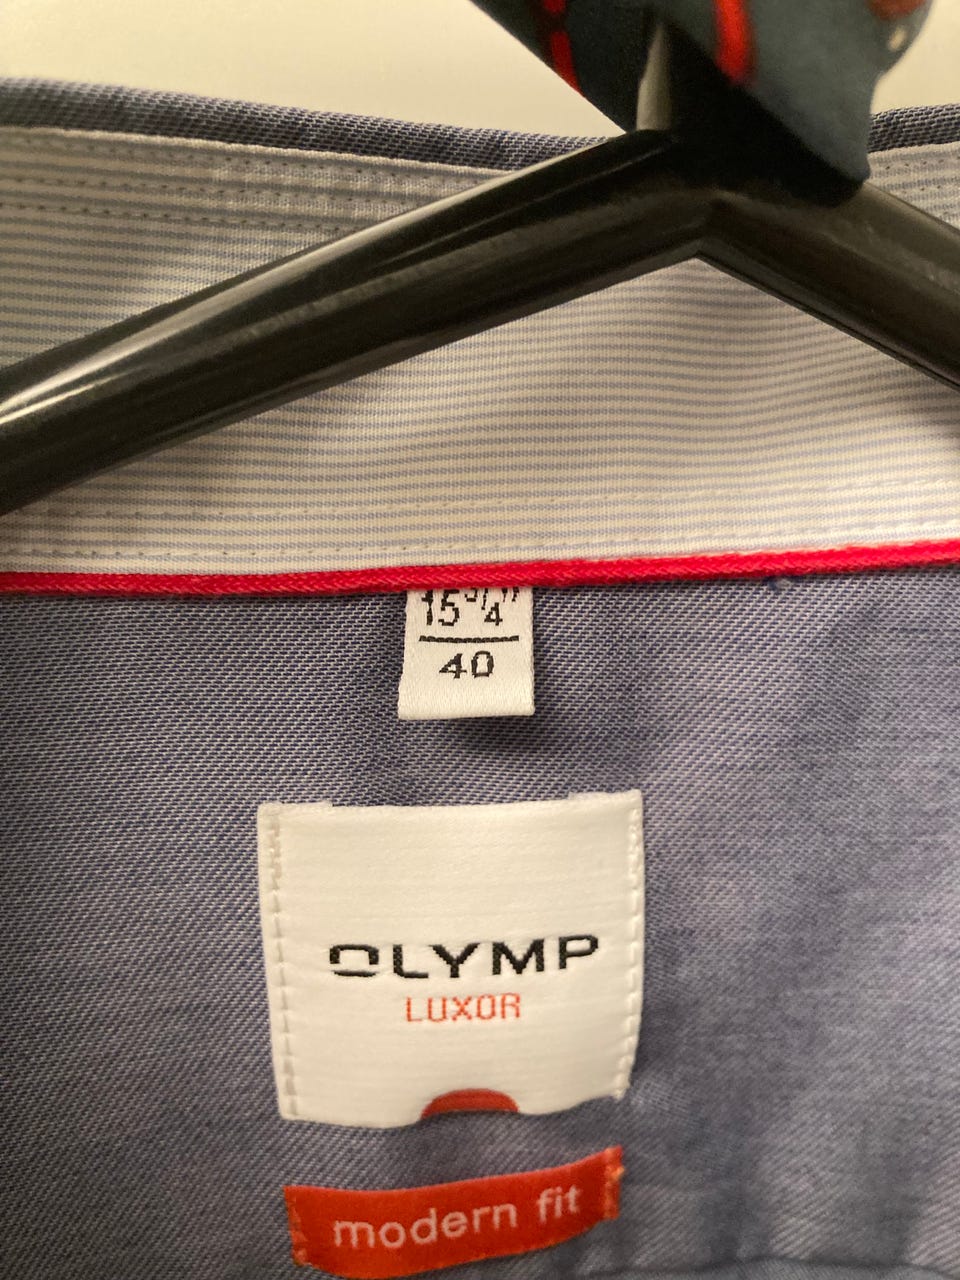 15 3/4"
40
OLYMP
LUXOR
modern fit